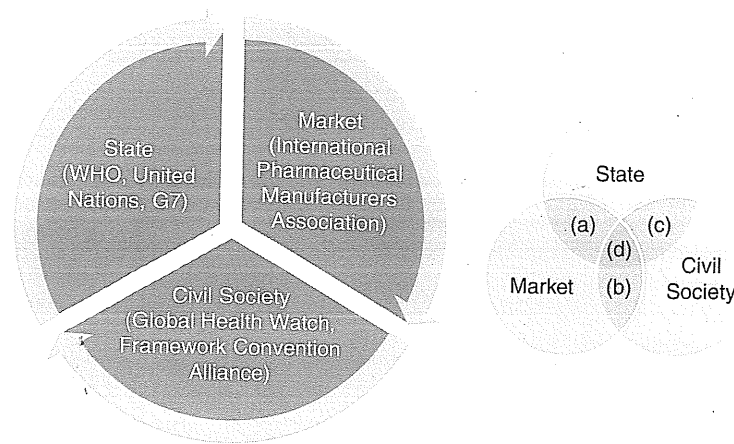 State
(WHO, United
Nations, G7)
Market
(International
Pharmaceutical
Manufacturers
Association)
Civil Society
(Global Health Watch,
Framework Convention
Alliance)
State
(a)
(c)
(d)
Market
(b)
Civil
Society